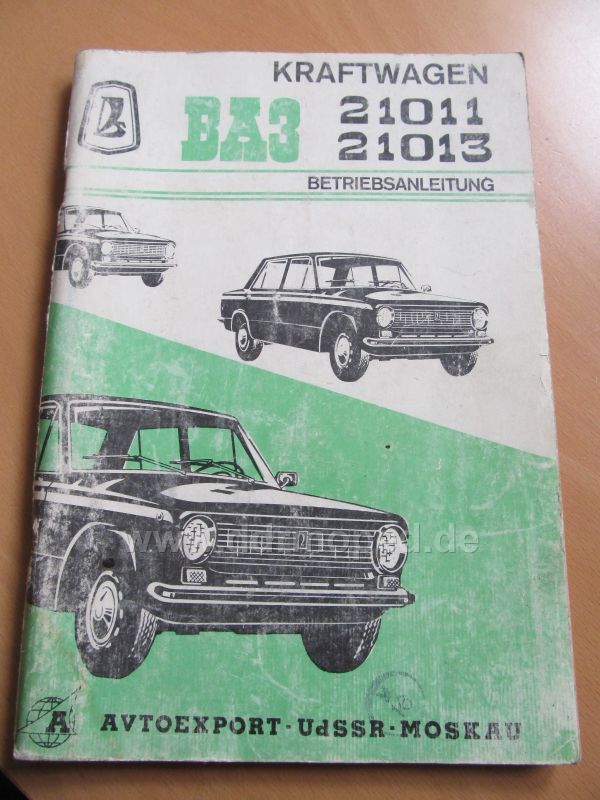 KRAFTWAGEN
ВАЗ 21011
21013
BETRIEBSANLEITUNG
A AVTOEXPORT-UdSSR-MOSKAU